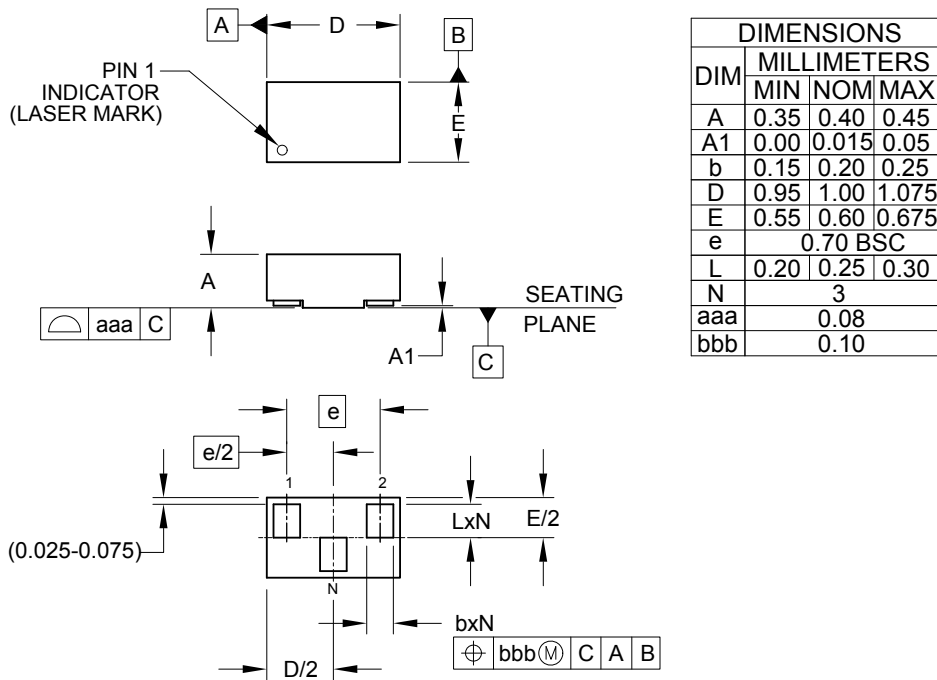 A
D
B
PIN 1
INDICATOR
(LASER MARK)
E
A
SEATING
PLANE
aaa C
A1
C
e
e/2
1 2
LxN
E/2
(0.025-0.075)
N
bxN
bbb Ⓜ C A B
D/2
DIMENSIONS
DIM MILLIMETERS
MIN NOM MAX
A 0.35 0.40 0.45
A1 0.00 0.015 0.05
b 0.15 0.20 0.25
D 0.95 1.00 1.075
E 0.55 0.60 0.675
e 0.70 BSC
L 0.20 0.25 0.30
N 3
aaa 0.08
bbb 0.10